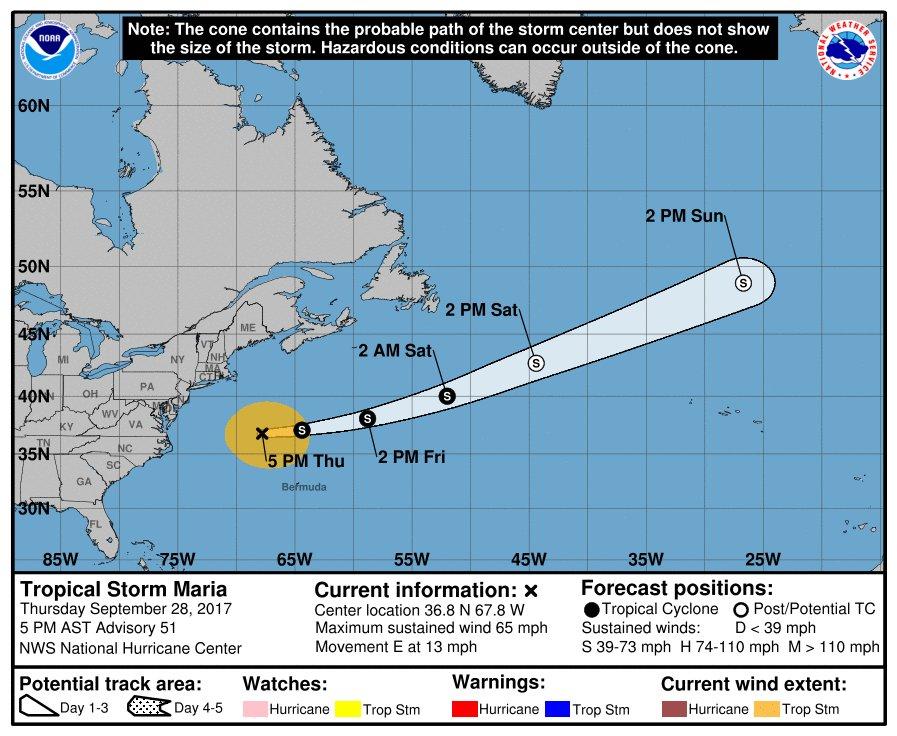 Note: The cone contains the probable path of the storm center but does not show
the size of the storm. Hazardous conditions can occur outside of the cone.
NOAA
NATIONAL WEATHER SERVICE
60N
55N
50N
45N
40N
35N
30N
2 PM Sun
2 PM Sat
2 AM Sat
2 PM Fri
5 PM Thu
Bermuda
ME
VT
NH
MA
CT
NY
MI
PA
OH
WV
VA
KY
TN
NC
SC
GA
FL
S
S
S
S
S
85W 75W 65W 55W 45W 35W 25W
Tropical Storm Maria
Thursday September 28, 2017
5 PM AST Advisory 51
NWS National Hurricane Center
Current information: x
Center location 36.8 N 67.8 W
Maximum sustained wind 65 mph
Movement E at 13 mph
Forecast positions:
Tropical Cyclone Post/Potential TC
Sustained winds: D < 39 mph
S 39-73 mph H 74-110 mph M > 110 mph
Potential track area:
Day 1-3 Day 4-5
Watches:
Hurricane Trop Stm
Warnings:
Hurricane Trop Stm
Current wind extent:
Hurricane Trop Stm